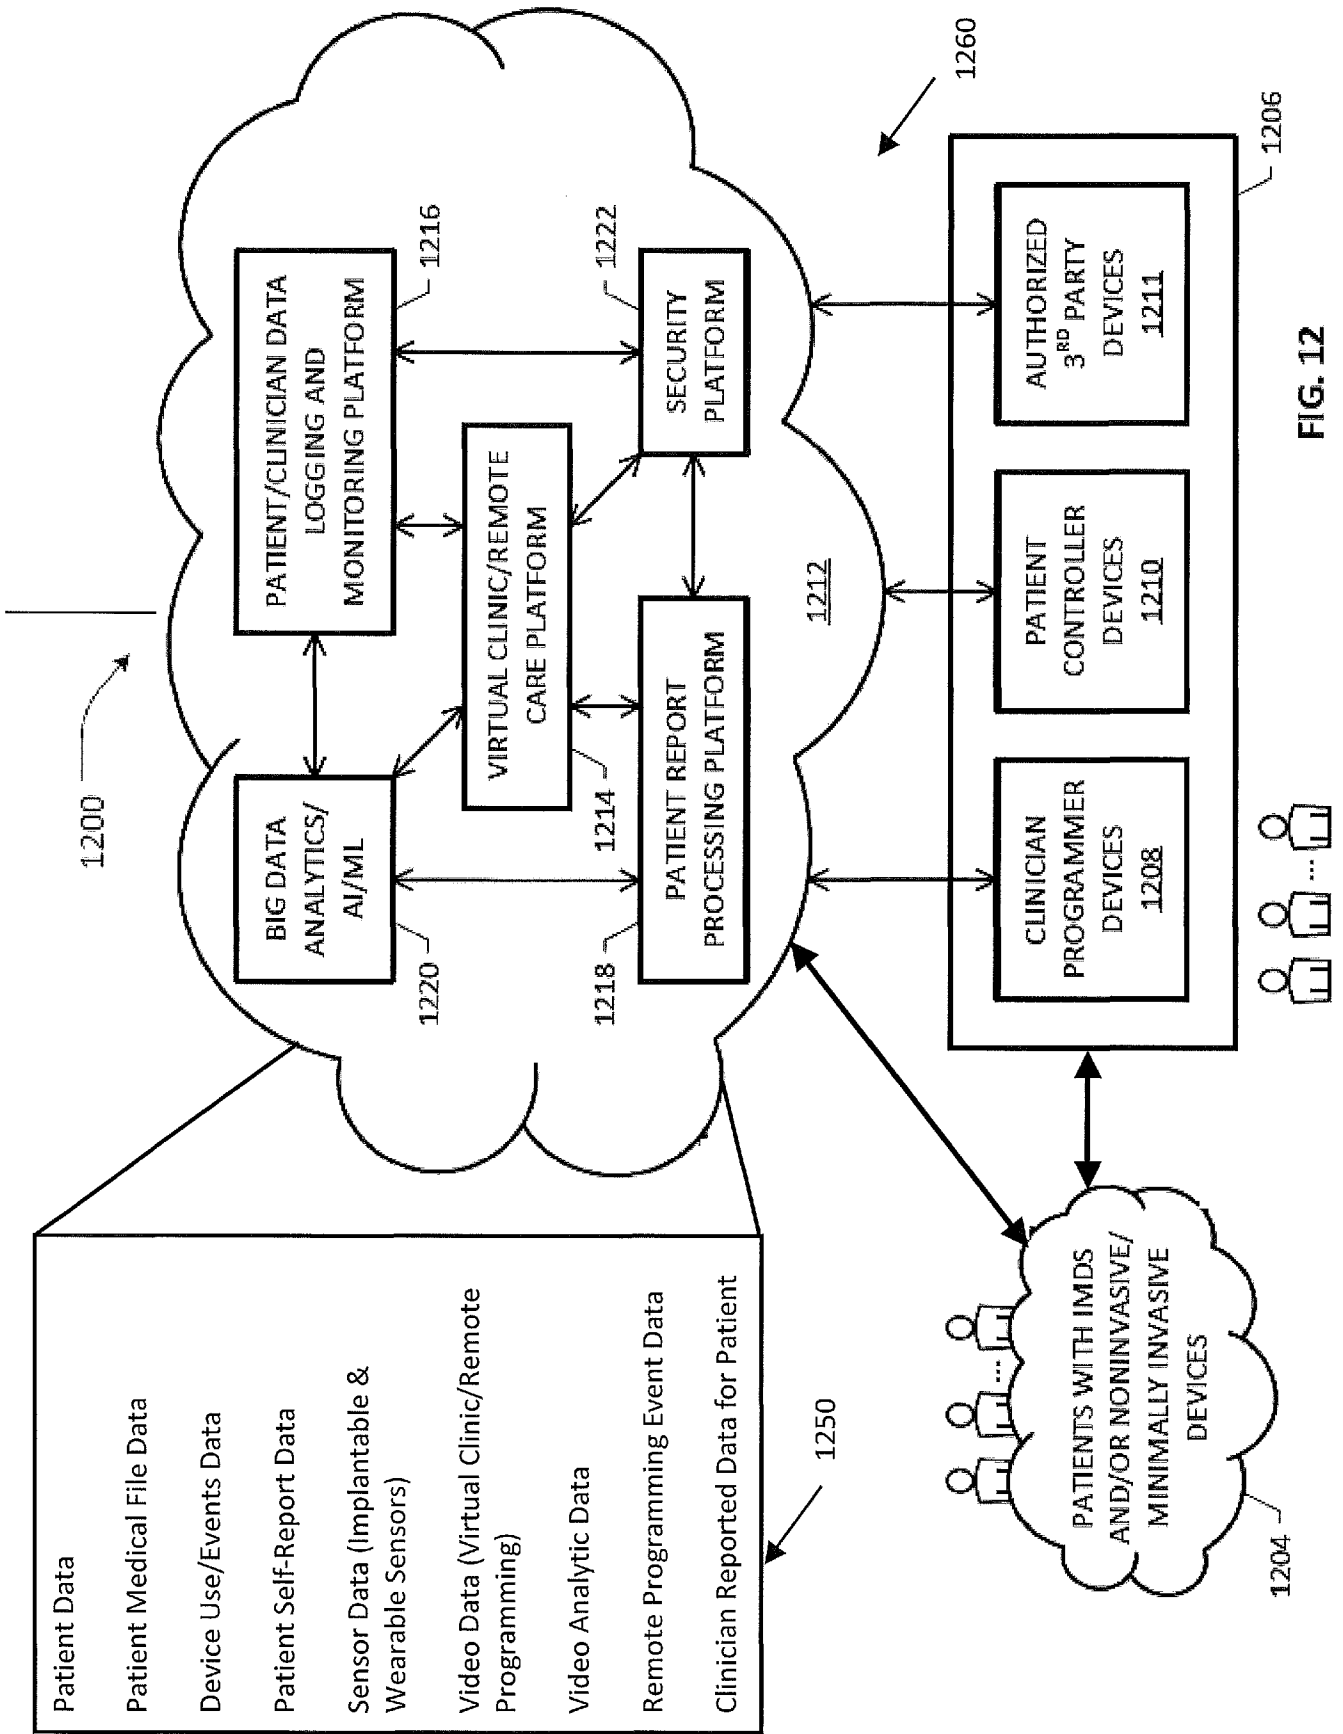 1200
Patient Data
Patient Medical File Data
Device Use/Events Data
Patient Self-Report Data
Sensor Data (Implantable &
Wearable Sensors)
Video Data (Virtual Clinic/Remote
Programming)
Video Analytic Data
Remote Programming Event Data
Clinician Reported Data for Patient
1250
BIG DATA
ANALYTICS/
AI/ML
1220
PATIENT/CLINICIAN DATA
LOGGING AND
MONITORING PLATFORM
1216
VIRTUAL CLINIC/REMOTE
CARE PLATFORM
1214
PATIENT REPORT
PROCESSING PLATFORM
1218
SECURITY
PLATFORM
1222
1212
1260
PATIENTS WITH IMDS
AND/OR NONINVASIVE/
MINIMALLY INVASIVE
DEVICES
1204
CLINICIAN
PROGRAMMER
DEVICES
1208
PATIENT
CONTROLLER
DEVICES
1210
AUTHORIZED
3RD PARTY
DEVICES
1211
1206
FIG. 12